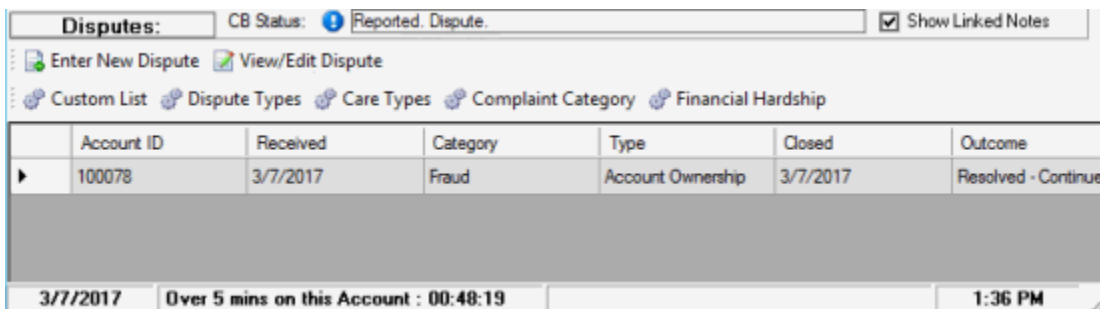 Disputes: CB Status: Reported. Dispute. Show Linked Notes
Enter New Dispute View/Edit Dispute
Custom List Dispute Types Care Types Complaint Category Financial Hardship
Account ID Received Category Type Closed Outcome
100078 3/7/2017 Fraud Account Ownership 3/7/2017 Resolved - Continue
3/7/2017 Over 5 mins on this Account : 00:48:19 1:36 PM